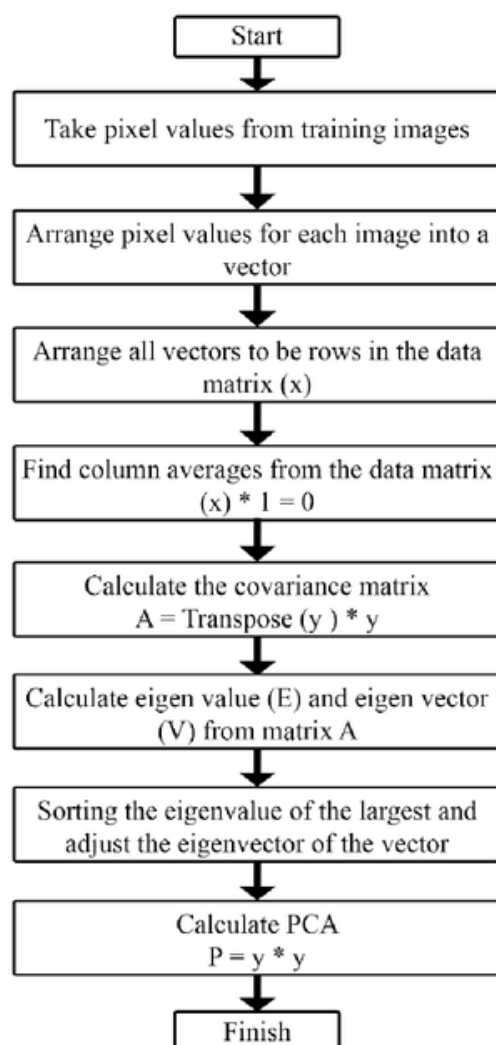 Start
Take pixel values from training images
Arrange pixel values for each image into a
vector
Arrange all vectors to be rows in the data
matrix (x)
Find column averages from the data matrix
(x) * 1 = 0
Calculate the covariance matrix
A = Transpose (y ) * y
Calculate eigen value (E) and eigen vector
(V) from matrix A
Sorting the eigenvalue of the largest and
adjust the eigenvector of the vector
Calculate PCA
P = y * y
Finish